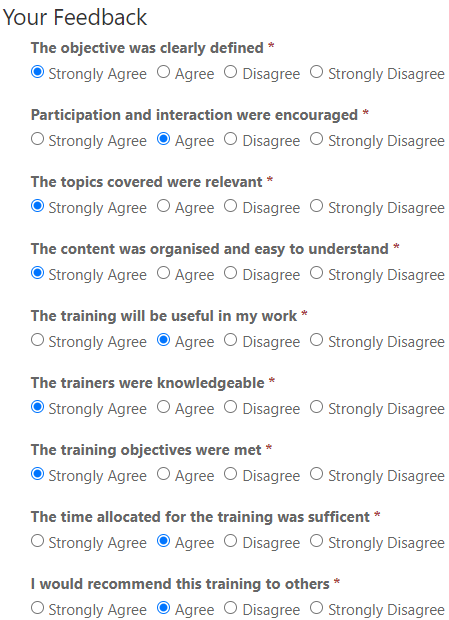 Your Feedback
The objective was clearly defined *
Strongly Agree Agree Disagree Strongly Disagree
Participation and interaction were encouraged *
Strongly Agree Agree Disagree Strongly Disagree
The topics covered were relevant *
Strongly Agree Agree Disagree Strongly Disagree
The content was organised and easy to understand *
Strongly Agree Agree Disagree Strongly Disagree
The training will be useful in my work *
Strongly Agree Agree Disagree Strongly Disagree
The trainers were knowledgeable *
Strongly Agree Agree Disagree Strongly Disagree
The training objectives were met *
Strongly Agree Agree Disagree Strongly Disagree
The time allocated for the training was sufficent *
Strongly Agree Agree Disagree Strongly Disagree
I would recommend this training to others *
Strongly Agree Agree Disagree Strongly Disagree